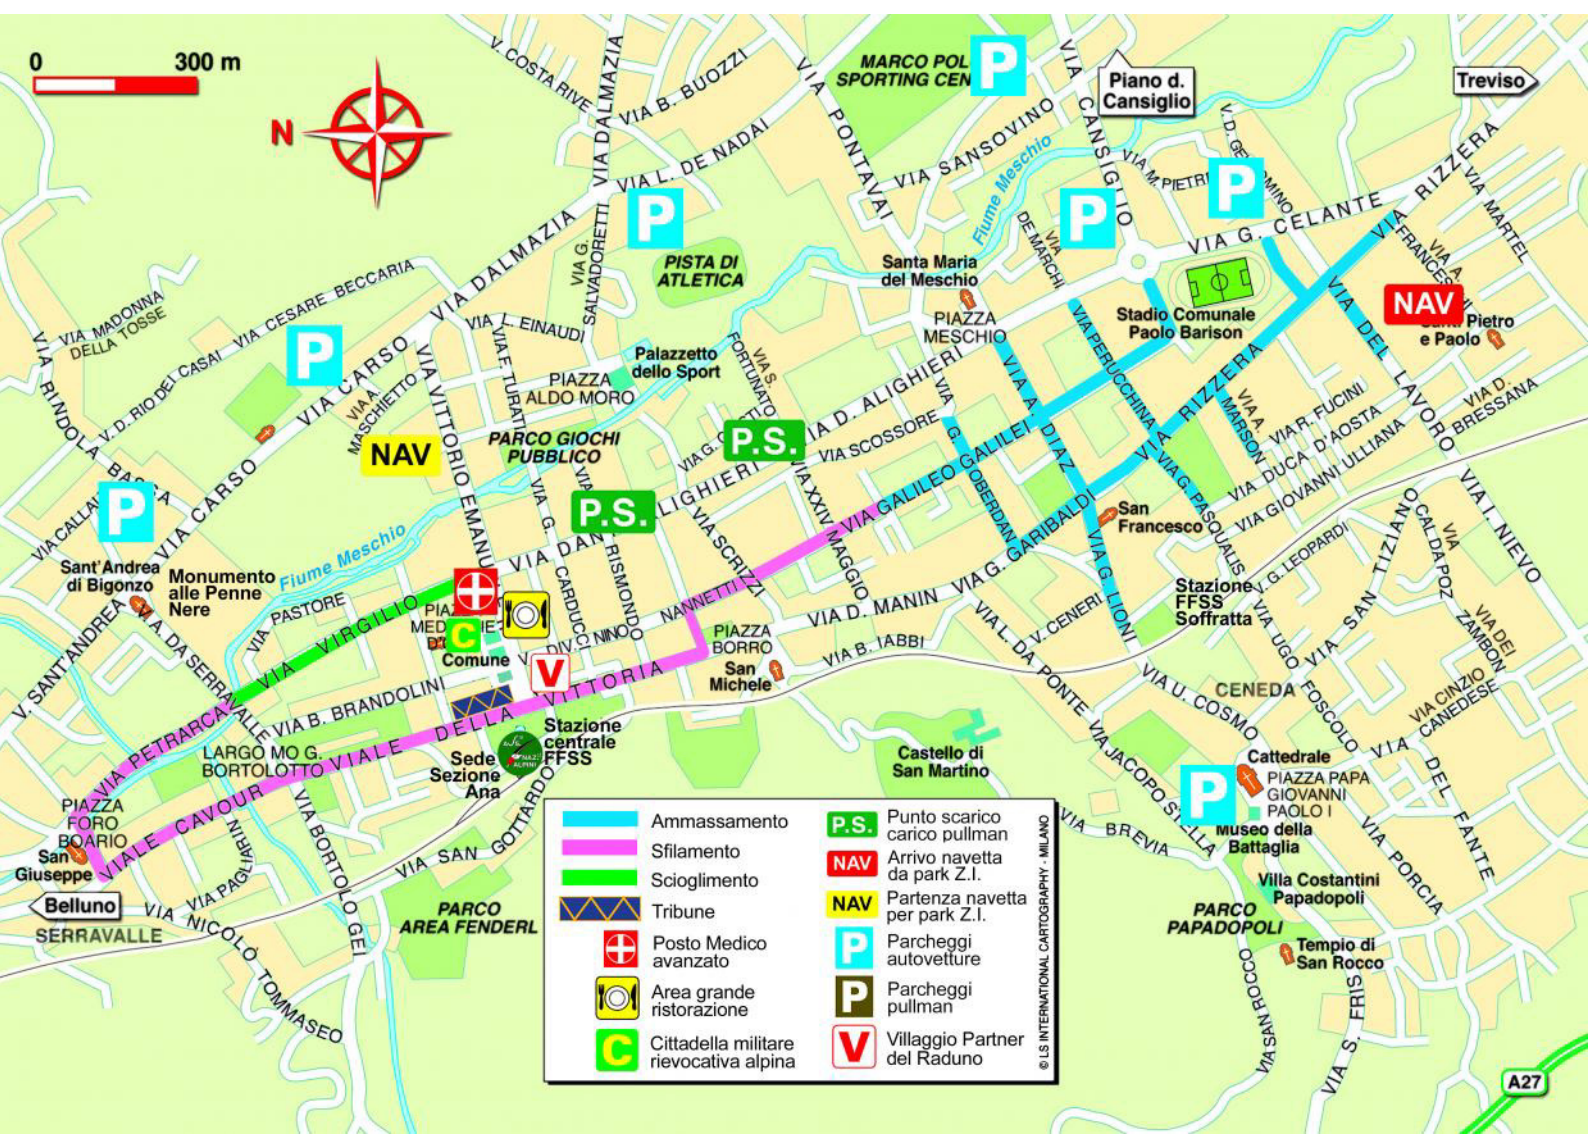 0 300 m
N
V. COSTA RIVE
VIA DALMAZIA
VIA B. BUOZZI
VIA L. DE NADAI
VIA PONTAVAI
MARCO POL
SPORTING CEN
P
VIA CANSIGLIO
Piano d.
Cansiglio
Treviso
VIA SANSOVINO
Fiume Meschio
VIA M. PIETRI
P
VIA RIZZERA
VIA MARTEL
VIA G. CELANTE
P
VIA
DE MARCHI
P
VIA G.
SALVADORETTI
PISTA DI
ATLETICA
Santa Maria
del Meschio
PIAZZA
MESCHIO
Stadio Comunale
Paolo Barison
NAV
Pietro
e Paolo
VIA MADONNA
DELLA TOSSE
VIA CESARE BECCARIA
VIA DALMAZIA
VIA L. EINAUDI
VIA RINDOLA BASSA
V. D. RIO DEI CASAI
P
VIA CARSO
VIA A.
MASCHIETTO
VIA VITTORIO EMANUE
VIA F. TURATI
PIAZZA
ALDO MORO
Palazzetto
dello Sport
VIA S.
FORTUNATO
VIA D. ALIGHIERI
VIA PERUCCHINA
VIA RIZZERA
VIA DEL LAVORO
VIA D.
BRESSANA
VIA A.
MARSON
VIA R. FUCINI
VIA DUCA D'AOSTA
VIA GIOVANNI ULLIANA
NAV
PARCO GIOCHI
PUBBLICO
P.S.
VIA SCOSSORE
VIA G. OBERDAN
VIA A. DIAZ
VIA GALILEO GALILEI
P
VIA CALLAL
VIA CARSO
P.S.
LIGHIERI
VIA G.
CARDUCCI
RISMONDO
VIA SCRIZZI
VIA XXIV MAGGIO
San
Francesco
VIA G. PASQUALIS
VIA I. NIEVO
Sant'Andrea
di Bigonzo
Monumento
alle Penne
Nere
Fiume Meschio
VIA DAN
VIA G. GARIBALDI
VIA G. LIONI
V. G. LEOPARDI
VIA SAN TIZIANO
VIA
CAL DA POZ
Stazione
FFSS
Soffratta
VIA PASTORE
VIA VIRGILIO
C
Comune
V. DIV. NINO
NANNETTI
VIA D. MANIN
VIA L. DA PONTE
V. CENERI
VIA UGO FOSCOLO
VIA DEI
ZAMBON
V. SANT'ANDREA
VIA DA SERRAVALLE
VIA B. BRANDOLINI
V
PIAZZA
BORRO
San
Michele
VIA B. JABBI
VIA U. COSMO
CENEDA
VIA CINZIO
CANEDESE
VIA PETRARCA
LARGO MO G.
BORTOLOTTO
VIALE DELLA VITTORIA
Sede
Sezione
Ana
Stazione
centrale
FFSS
Castello di
San Martino
VIA JACOPO STELLA
P
Cattedrale
PIAZZA PAPA
GIOVANNI
PAOLO I
VIA DEL FANTE
PIAZZA
FORO
BOARIO
San
Giuseppe
VIALE CAVOUR
VIA BORTOLO GEI
VIA SAN GOTTARDO
VIA BREVIA
Museo della
Battaglia
VIA PORCIA
Belluno
SERRAVALLE
VIA NICOLÒ TOMMASEO
PARCO
AREA FENDERL
Villa Costantini
Papadopoli
PARCO
PAPADOPOLI
Tempio di
San Rocco
VIA SAN ROCCO
VIA S. FRIS
A27
Ammassamento
Sfilamento
Scioglimento
Tribune
Posto Medico
avanzato
Area grande
ristorazione
C Cittadella militare
rievocativa alpina
P.S. Punto scarico
carico pullman
NAV Arrivo navetta
da park Z.I.
NAV Partenza navetta
per park Z.I.
P Parcheggi
autovetture
P Parcheggi
pullman
V Villaggio Partner
del Raduno
© LS INTERNATIONAL CARTOGRAPHY - MILANO